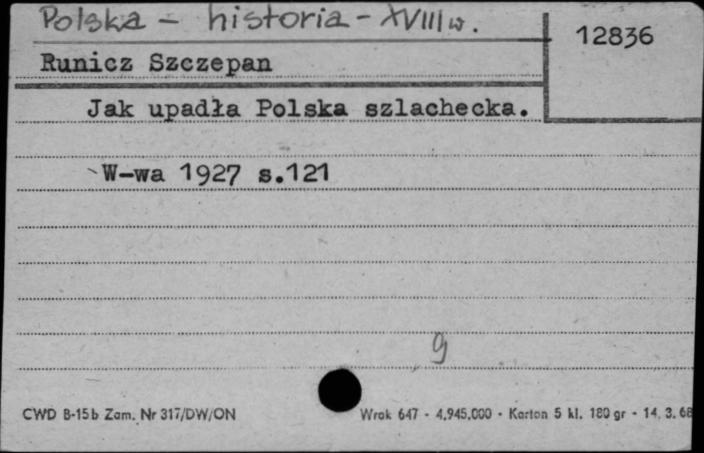 Polska - historia - XVIII w.
12836
Runicz Szczepan
Jak upadła Polska szlachecka.
W-wa 1927 s.121
g
CWD B-15b Zam. Nr 317/DW/ON
Wrok 647 - 4.945.000 - Karton 5 kl. 180 gr - 14. 3. 68